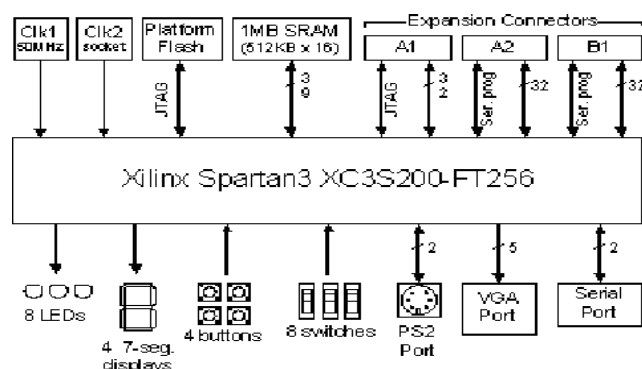 Expansion Connectors
Clk1
50MHz
Clk2
socket
Platform
Flash
1MB SRAM
(512KB x 16)
A1
A2
B1
JTAG
JTAG
Ser. prog
32
Ser. prog
32
Xilinx Spartan3 XC3S200-FT256
2
5
2
8 LEDs
4 7-seg.
displays
4 buttons
8 switches
PS2
Port
VGA
Port
Serial
Port